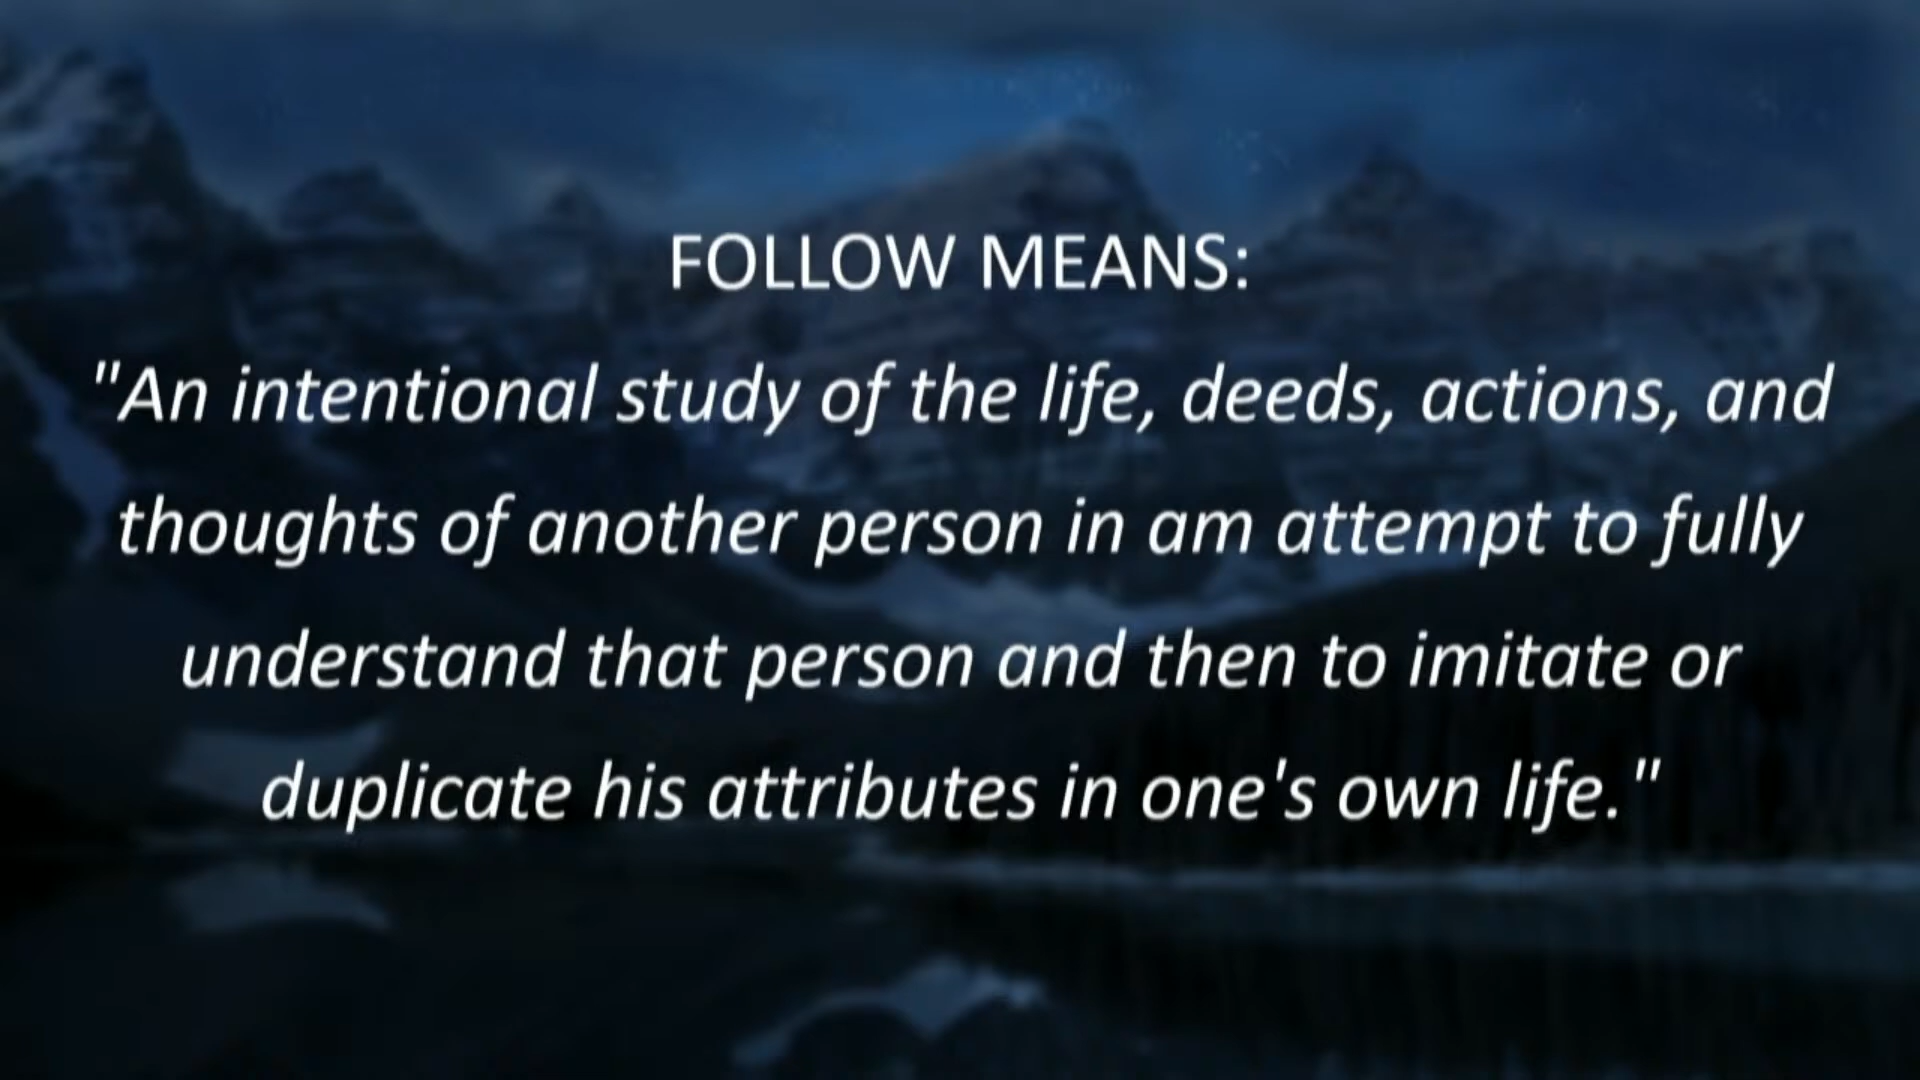 FOLLOW MEANS:
"An intentional study of the life, deeds, actions, and
thoughts of another person in am attempt to fully
understand that person and then to imitate or
duplicate his attributes in one's own life."